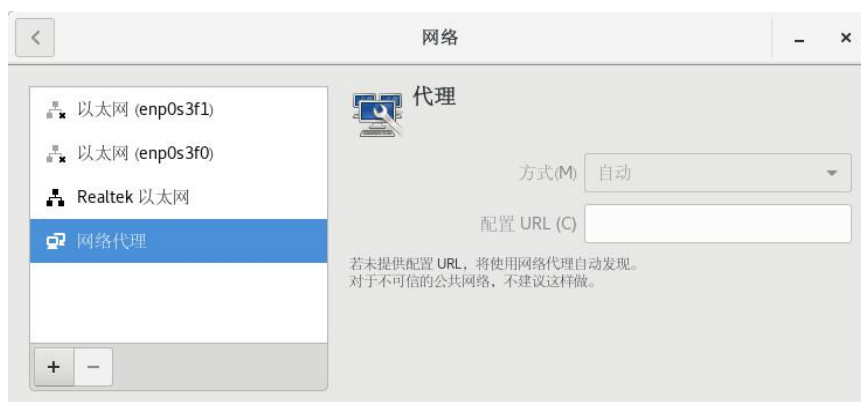 网络
以太网 (enp0s3f1)
以太网 (enp0s3f0)
Realtek 以太网
网络代理
代理
方式(M) 自动
配置 URL (C)
若未提供配置 URL，将使用网络代理自动发现。
对于不可信的公共网络，不建议这样做。